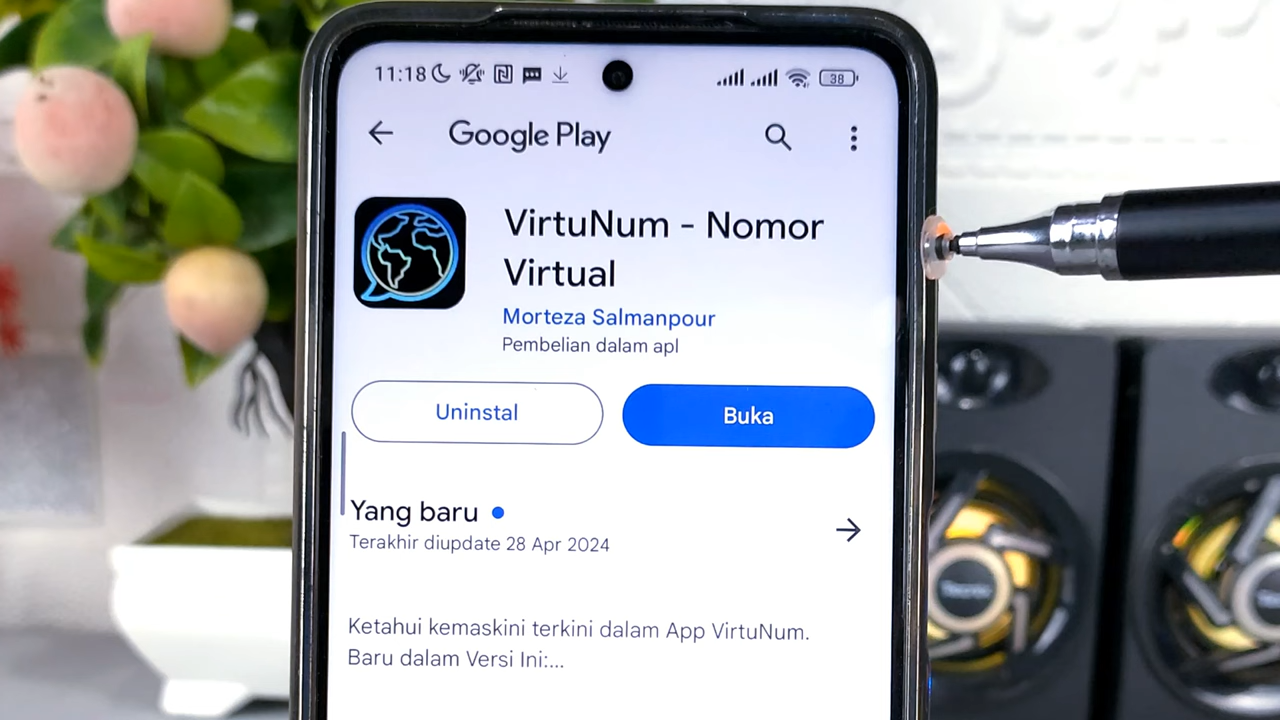 11:18
38
Google Play
VirtuNum - Nomor
Virtual
Morteza Salmanpour
Pembelian dalam apl
Uninstal
Buka
Yang baru
Terakhir diupdate 28 Apr 2024
Ketahui kemaskini terkini dalam App VirtuNum.
Baru dalam Versi Ini:...